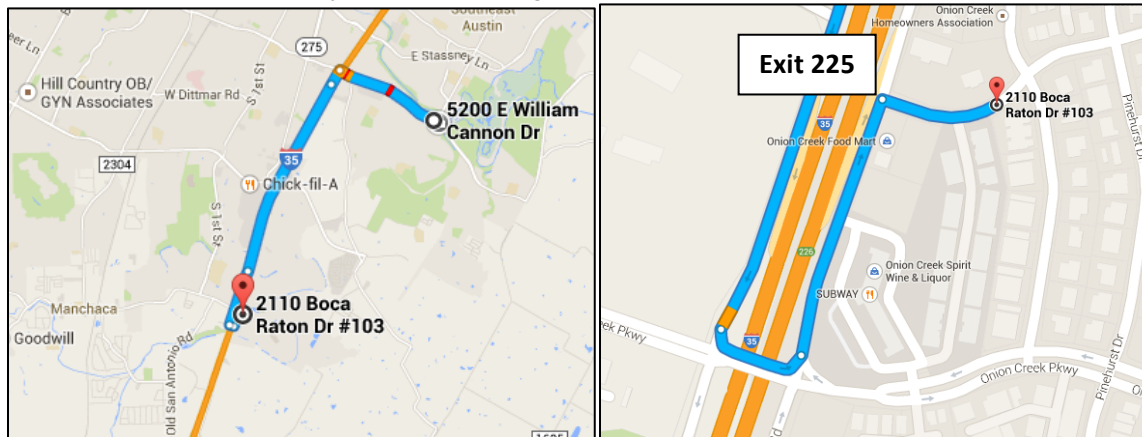 Southeast
Austin
275
E Stassney Ln
Hill Country OB/
GYN Associates
W Dittmar Rd
S 1st St
5200 E William
Cannon Dr
2304
35
Chick-fil-A
S 1st St
2110 Boca
Raton Dr #103
Manchaca
Goodwill
Old San Antonio Rd
Onion Creek
Homeowners Association
Exit 225
2110 Boca
Raton Dr #103
35
Onion Creek Food Mart
Pinehurst Dr
226
Onion Creek Spirit
Wine & Liquor
SUBWAY
Creek Pkwy
35
Onion Creek Pkwy
Pinehurst Dr